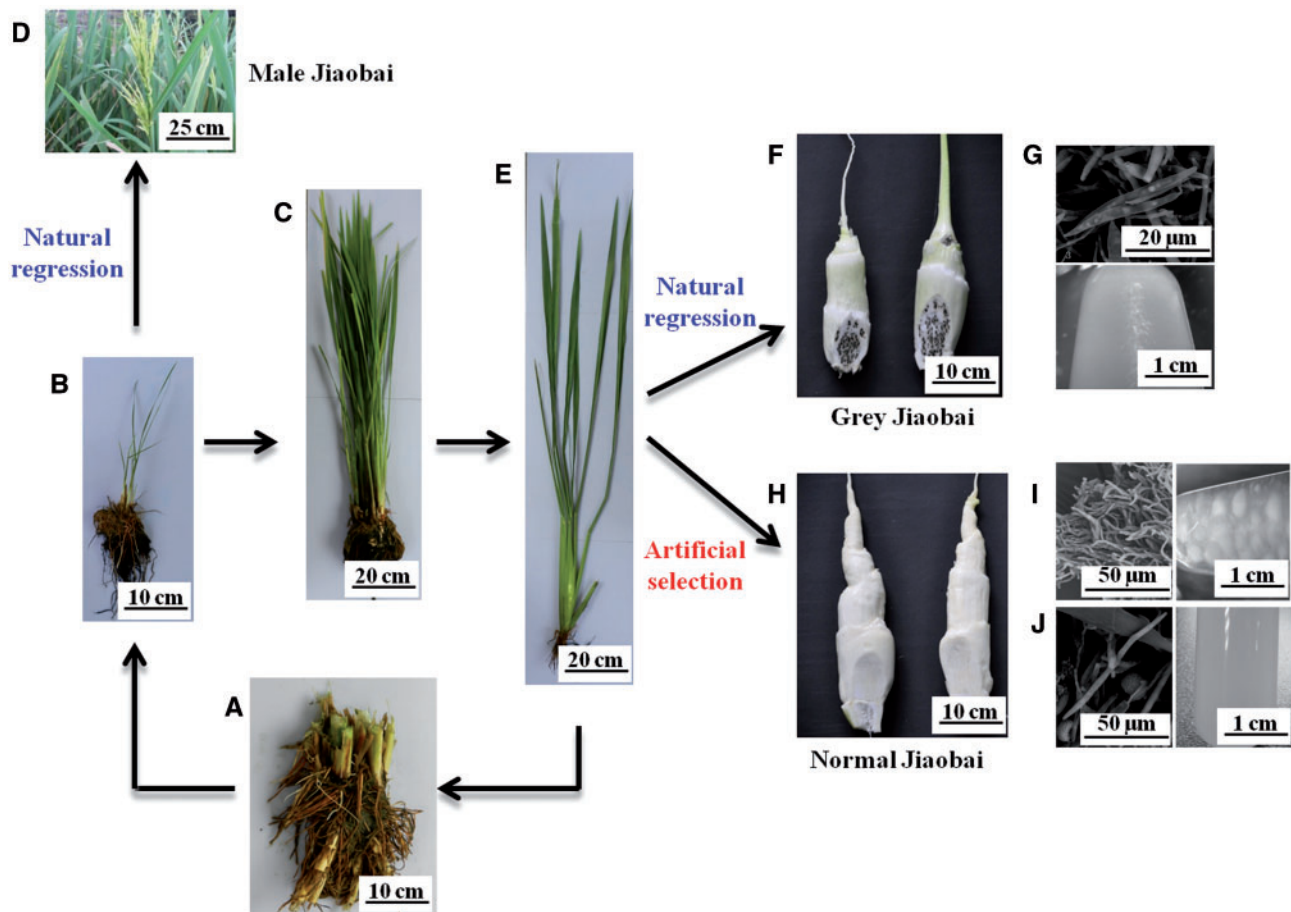 D
25 cm
Male Jiaobai
Natural
regression
B
10 cm
C
20 cm
E
20 cm
A
10 cm
Natural
regression
Artificial
selection
F
10 cm
Grey Jiaobai
G
20 μm
1 cm
H
10 cm
Normal Jiaobai
I
50 μm
1 cm
J
50 μm
1 cm